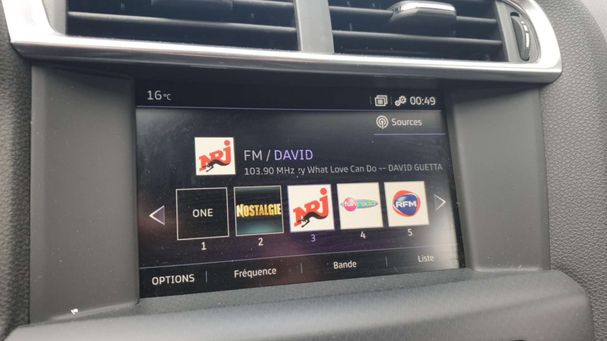 16°C
00:49
Sources
NRJ
FM / DAVID
103.90 MHz :y What Love Can Do -- DAVID GUETTA
ONE
NOSTALGIE
NRJ
RFM
1
2
3
4
5
OPTIONS
Fréquence
Bande
Liste